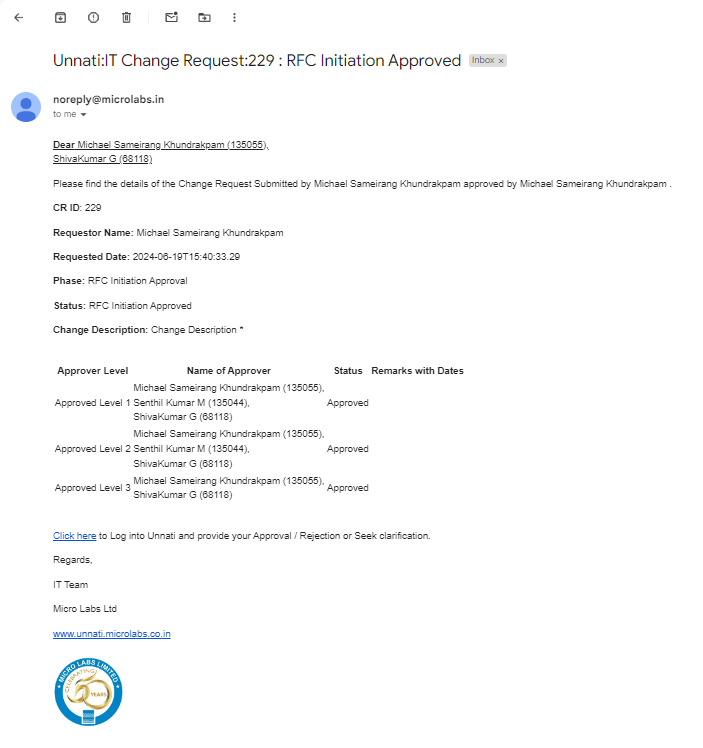 Unnati:IT Change Request:229 : RFC Initiation Approved Inbox x
noreply@microlabs.in
to me
Dear Michael Sameirang Khundrakpam (135055),
ShivaKumar G (68118)
Please find the details of the Change Request Submitted by Michael Sameirang Khundrakpam approved by Michael Sameirang Khundrakpam .
CR ID: 229
Requestor Name: Michael Sameirang Khundrakpam
Requested Date: 2024-06-19T15:40:33.29
Phase: RFC Initiation Approval
Status: RFC Initiation Approved
Change Description: Change Description *
Approver Level Name of Approver Status Remarks with Dates
Michael Sameirang Khundrakpam (135055),
Approved Level 1 Senthil Kumar M (135044), Approved
ShivaKumar G (68118)
Michael Sameirang Khundrakpam (135055),
Approved Level 2 Senthil Kumar M (135044), Approved
ShivaKumar G (68118)
Michael Sameirang Khundrakpam (135055),
Approved Level 3 Approved
ShivaKumar G (68118)
Click here to Log into Unnati and provide your Approval / Rejection or Seek clarification.
Regards,
IT Team
Micro Labs Ltd
www.unnati.microlabs.co.in
MICRO LABS LIMITED
CELEBRATING
50 YEARS